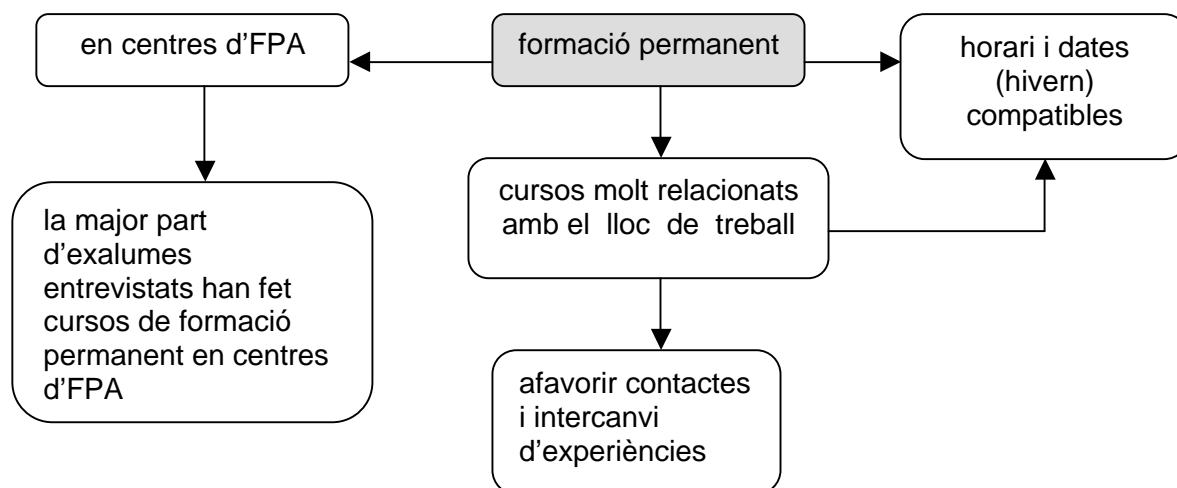 en centres d’FPA
formació permanent
horari i dates
(hivern)
compatibles
cursos molt relacionats
amb el lloc de treball
la major part
d’exalumes
entrevistats han fet
cursos de formació
permanent en centres
d’FPA
afavorir contactes
i intercanvi
d’experiències